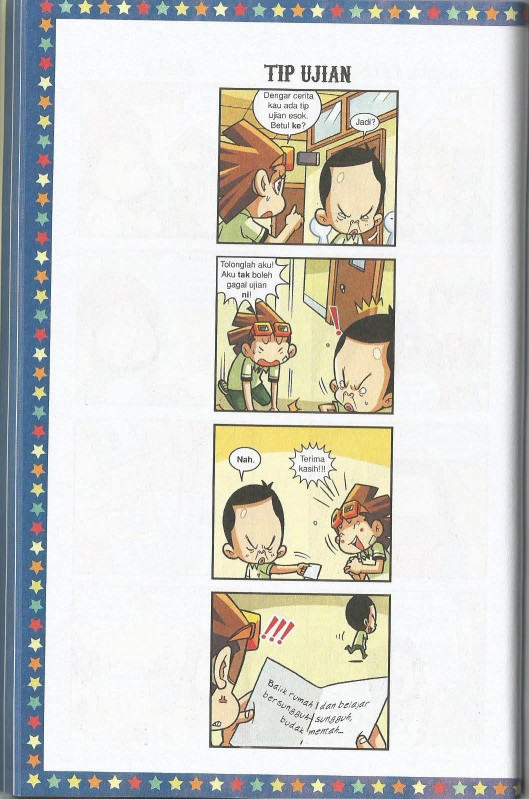 TIP UJIAN
Dengar cerita
kau ada tip
ujian esok.
Betul ke?
Jadi?
Tolonglah aku!
Aku tak boleh
gagal ujian
ni!
!
Nah.
Terima
kasih!!!
!!!
Balik rumah dan belajar
bersungguh-sungguh,
budak mentah...